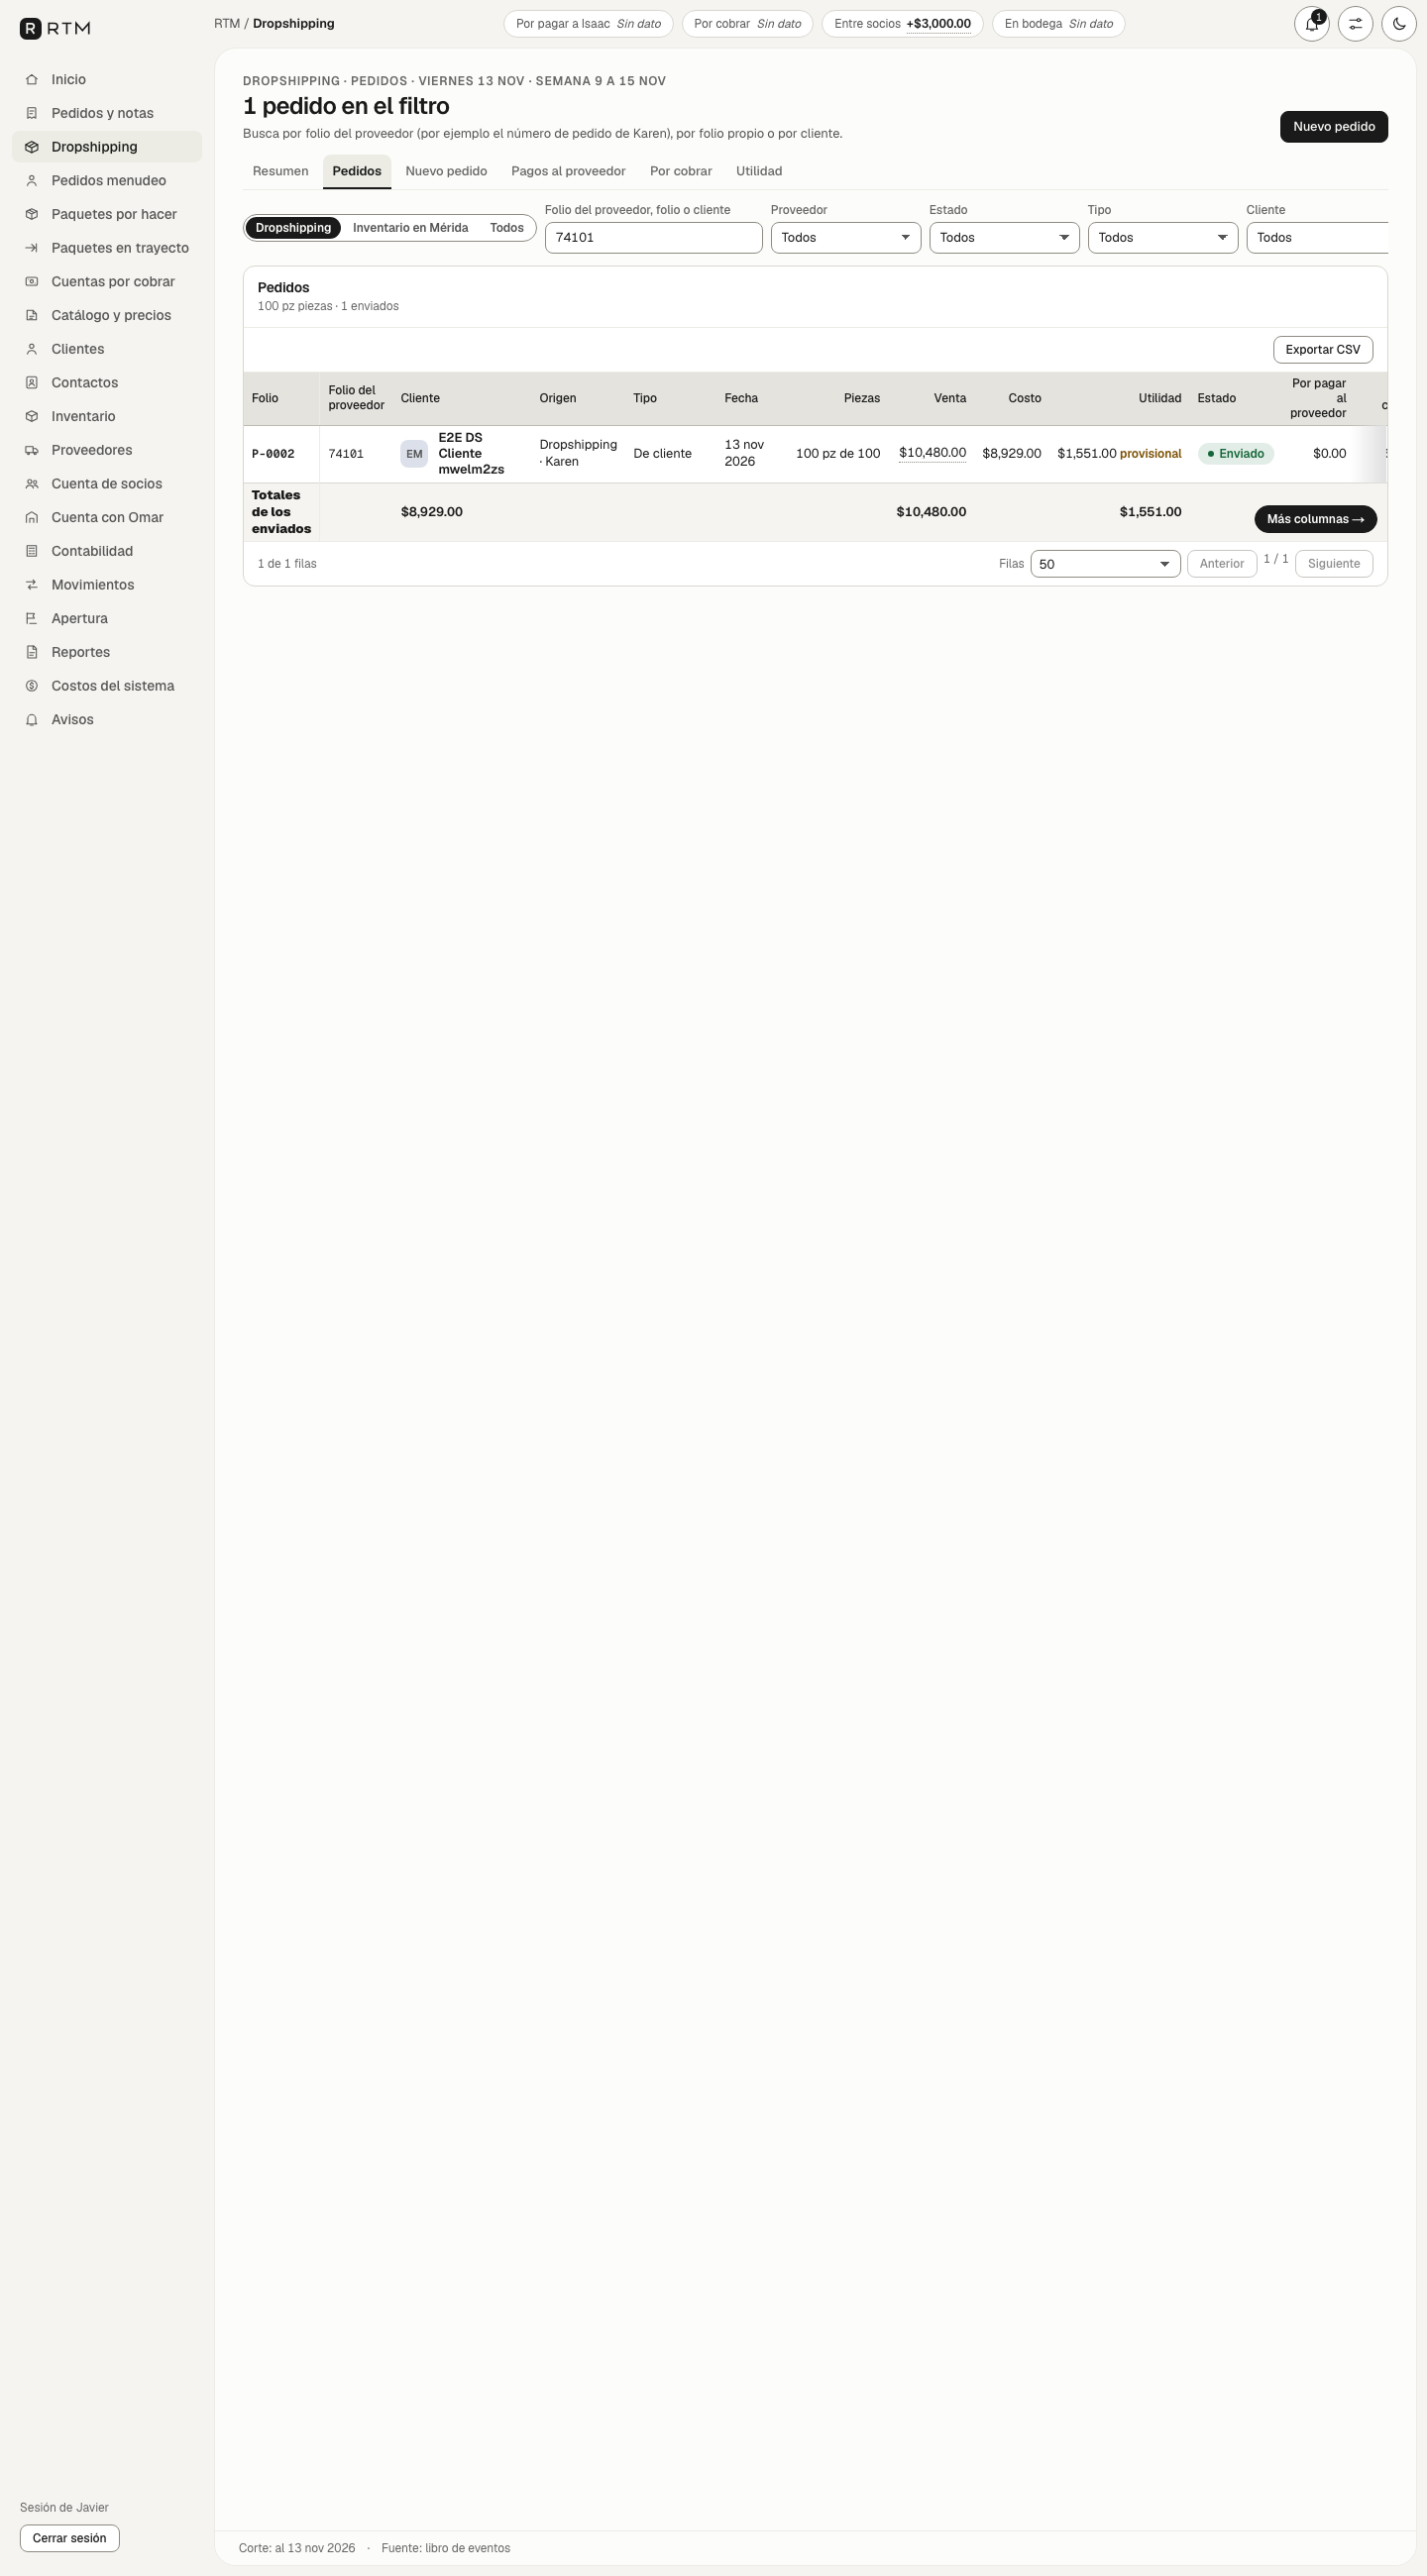 R RTM
RTM / Dropshipping
Por pagar a Isaac Sin dato
Por cobrar Sin dato
Entre socios +$3,000.00
En bodega Sin dato
1
Inicio
Pedidos y notas
Dropshipping
Pedidos menudeo
Paquetes por hacer
Paquetes en trayecto
Cuentas por cobrar
Catálogo y precios
Clientes
Contactos
Inventario
Proveedores
Cuenta de socios
Cuenta con Omar
Contabilidad
Movimientos
Apertura
Reportes
Costos del sistema
Avisos
Sesión de Javier
Cerrar sesión
DROPSHIPPING · PEDIDOS · VIERNES 13 NOV · SEMANA 9 A 15 NOV
1 pedido en el filtro
Busca por folio del proveedor (por ejemplo el número de pedido de Karen), por folio propio o por cliente.
Nuevo pedido
Resumen Pedidos Nuevo pedido Pagos al proveedor Por cobrar Utilidad
Dropshipping Inventario en Mérida Todos
Folio del proveedor, folio o cliente
74101
Proveedor
Todos
Estado
Todos
Tipo
Todos
Cliente
Todos
Pedidos
100 pz piezas · 1 enviados
Exportar CSV
Folio
Folio del
proveedor
Cliente
Origen
Tipo
Fecha
Piezas
Venta
Costo
Utilidad
Estado
Por pagar
al
proveedor
P-0002
74101
EM
E2E DS
Cliente
mwelm2zs
Dropshipping
· Karen
De cliente
13 nov
2026
100 pz de 100
$10,480.00
$8,929.00
$1,551.00 provisional
Enviado
$0.00
Totales
de los
enviados
$8,929.00
$10,480.00
$1,551.00
Más columnas →
1 de 1 filas
Filas 50
Anterior
1 / 1
Siguiente
Corte: al 13 nov 2026 · Fuente: libro de eventos